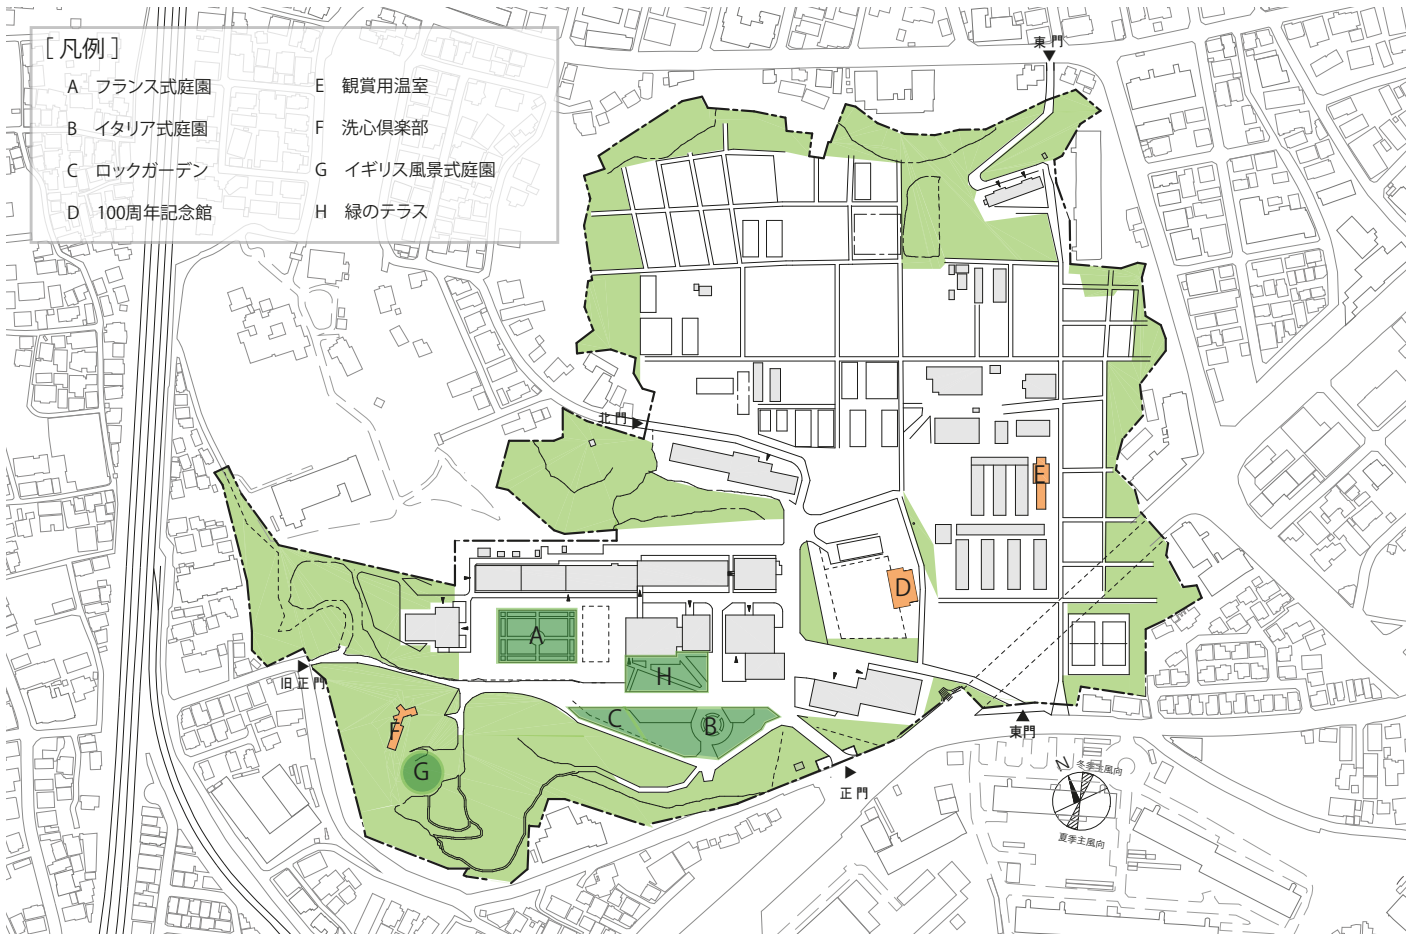 [ 凡例 ]
A フランス式庭園
B イタリア式庭園
C ロックガーデン
D 100周年記念館
E 観賞用温室
F 洗心倶楽部
G イギリス風景式庭園
H 緑のテラス
東門
北門
E
D
A
H
旧正門
C
B
F
G
東門
正門
N
冬季主風向
夏季主風向